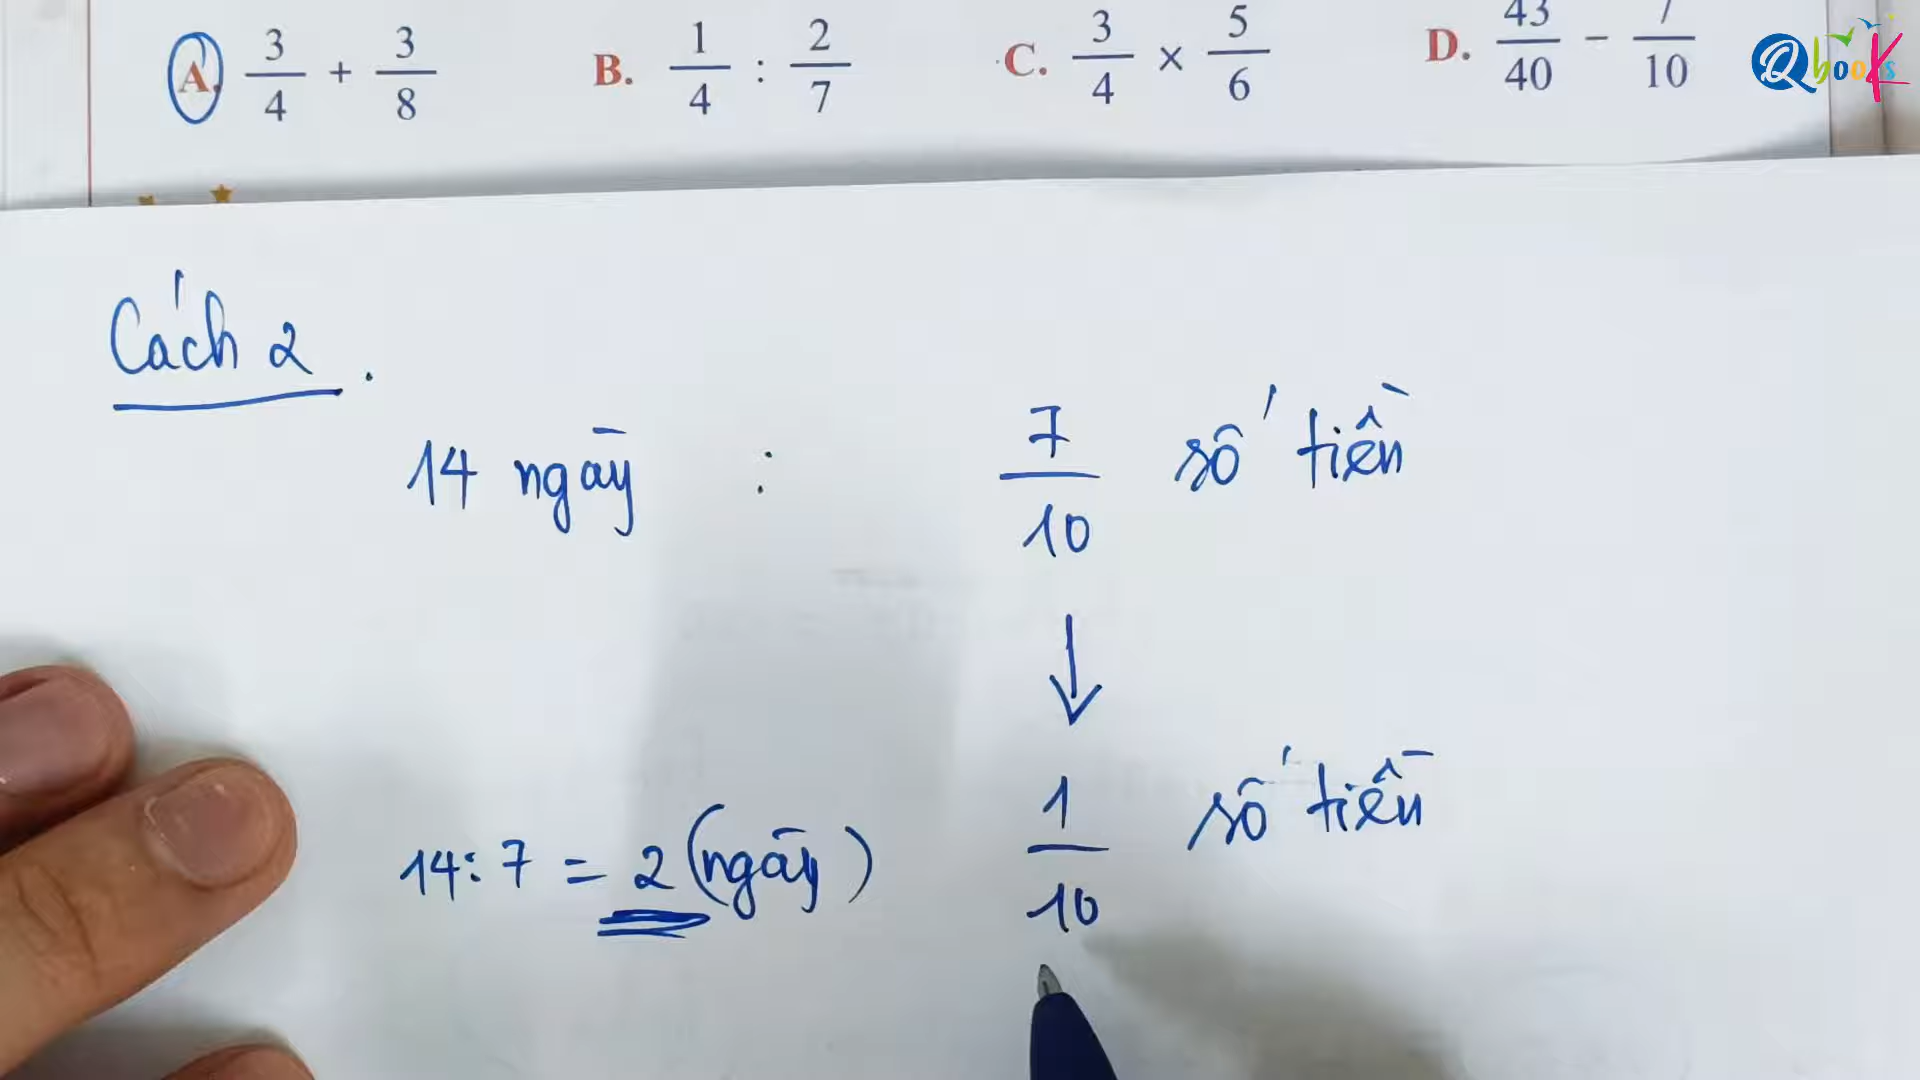 A. 3/4 + 3/8 B. 1/4 : 2/7 C. 3/4 × 5/6 D. 43/40 − 7/10
Qbooks
Cách 2.
14 ngày : 7/10 số tiền
14 : 7 = 2 (ngày) 1/10 số tiền